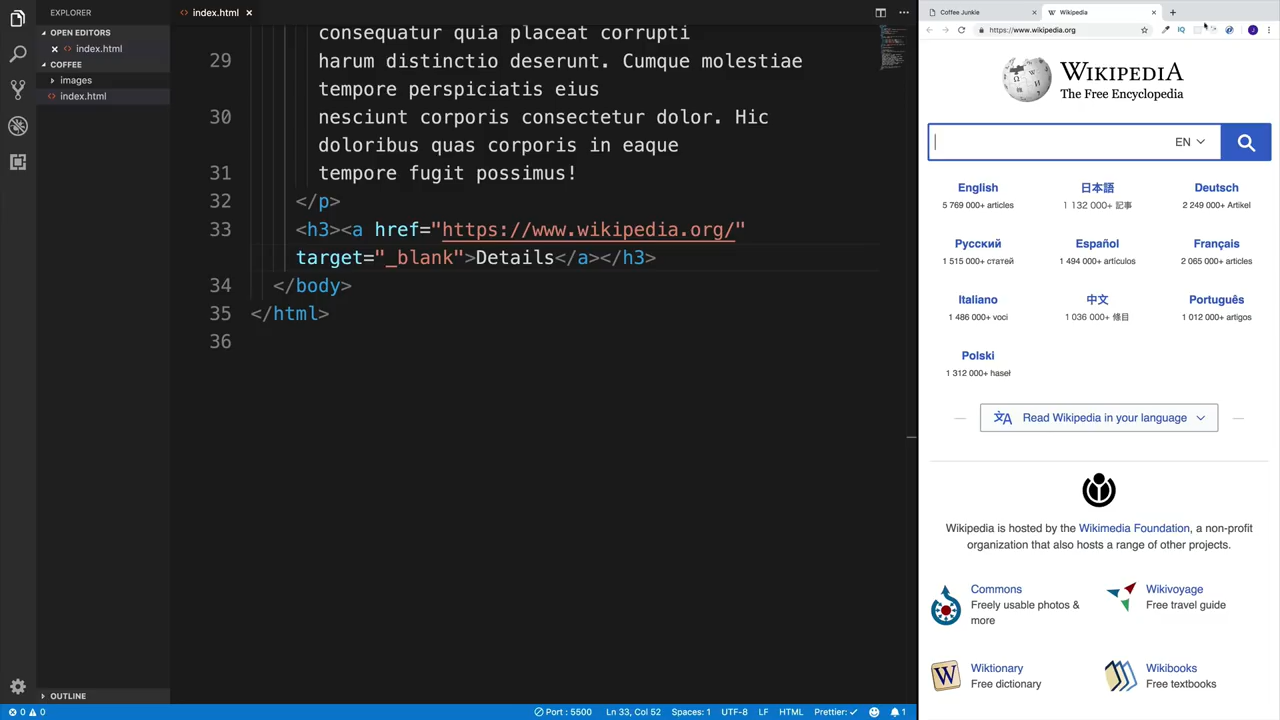 EXPLORER
OPEN EDITORS
index.html
COFFEE
images
index.html
OUTLINE
0 0
index.html
consequatur quia placeat corrupti
29 harum distinctio deserunt. Cumque molestiae
tempore perspiciatis eius
30 nesciunt corporis consectetur dolor. Hic
doloribus quas corporis in eaque
31 tempore fugit possimus!
32 </p>
33 <h3><a href="https://www.wikipedia.org/"
target="_blank">Details</a></h3>
34 </body>
35 </html>
36
Port : 5500 Ln 33, Col 52 Spaces: 1 UTF-8 LF HTML Prettier: ✓ 1
Coffee Junkie
W Wikipedia
https://www.wikipedia.org
IQ
J
WIKIPEDIA
The Free Encyclopedia
EN
English
5 769 000+ articles
日本語
1 132 000+ 記事
Deutsch
2 249 000+ Artikel
Русский
1 515 000+ статей
Español
1 494 000+ artículos
Français
2 065 000+ articles
Italiano
1 486 000+ voci
中文
1 036 000+ 條目
Português
1 012 000+ artigos
Polski
1 312 000+ haseł
Read Wikipedia in your language
Wikipedia is hosted by the Wikimedia Foundation, a non-profit
organization that also hosts a range of other projects.
Commons
Freely usable photos &
more
Wikivoyage
Free travel guide
W
Wiktionary
Free dictionary
Wikibooks
Free textbooks